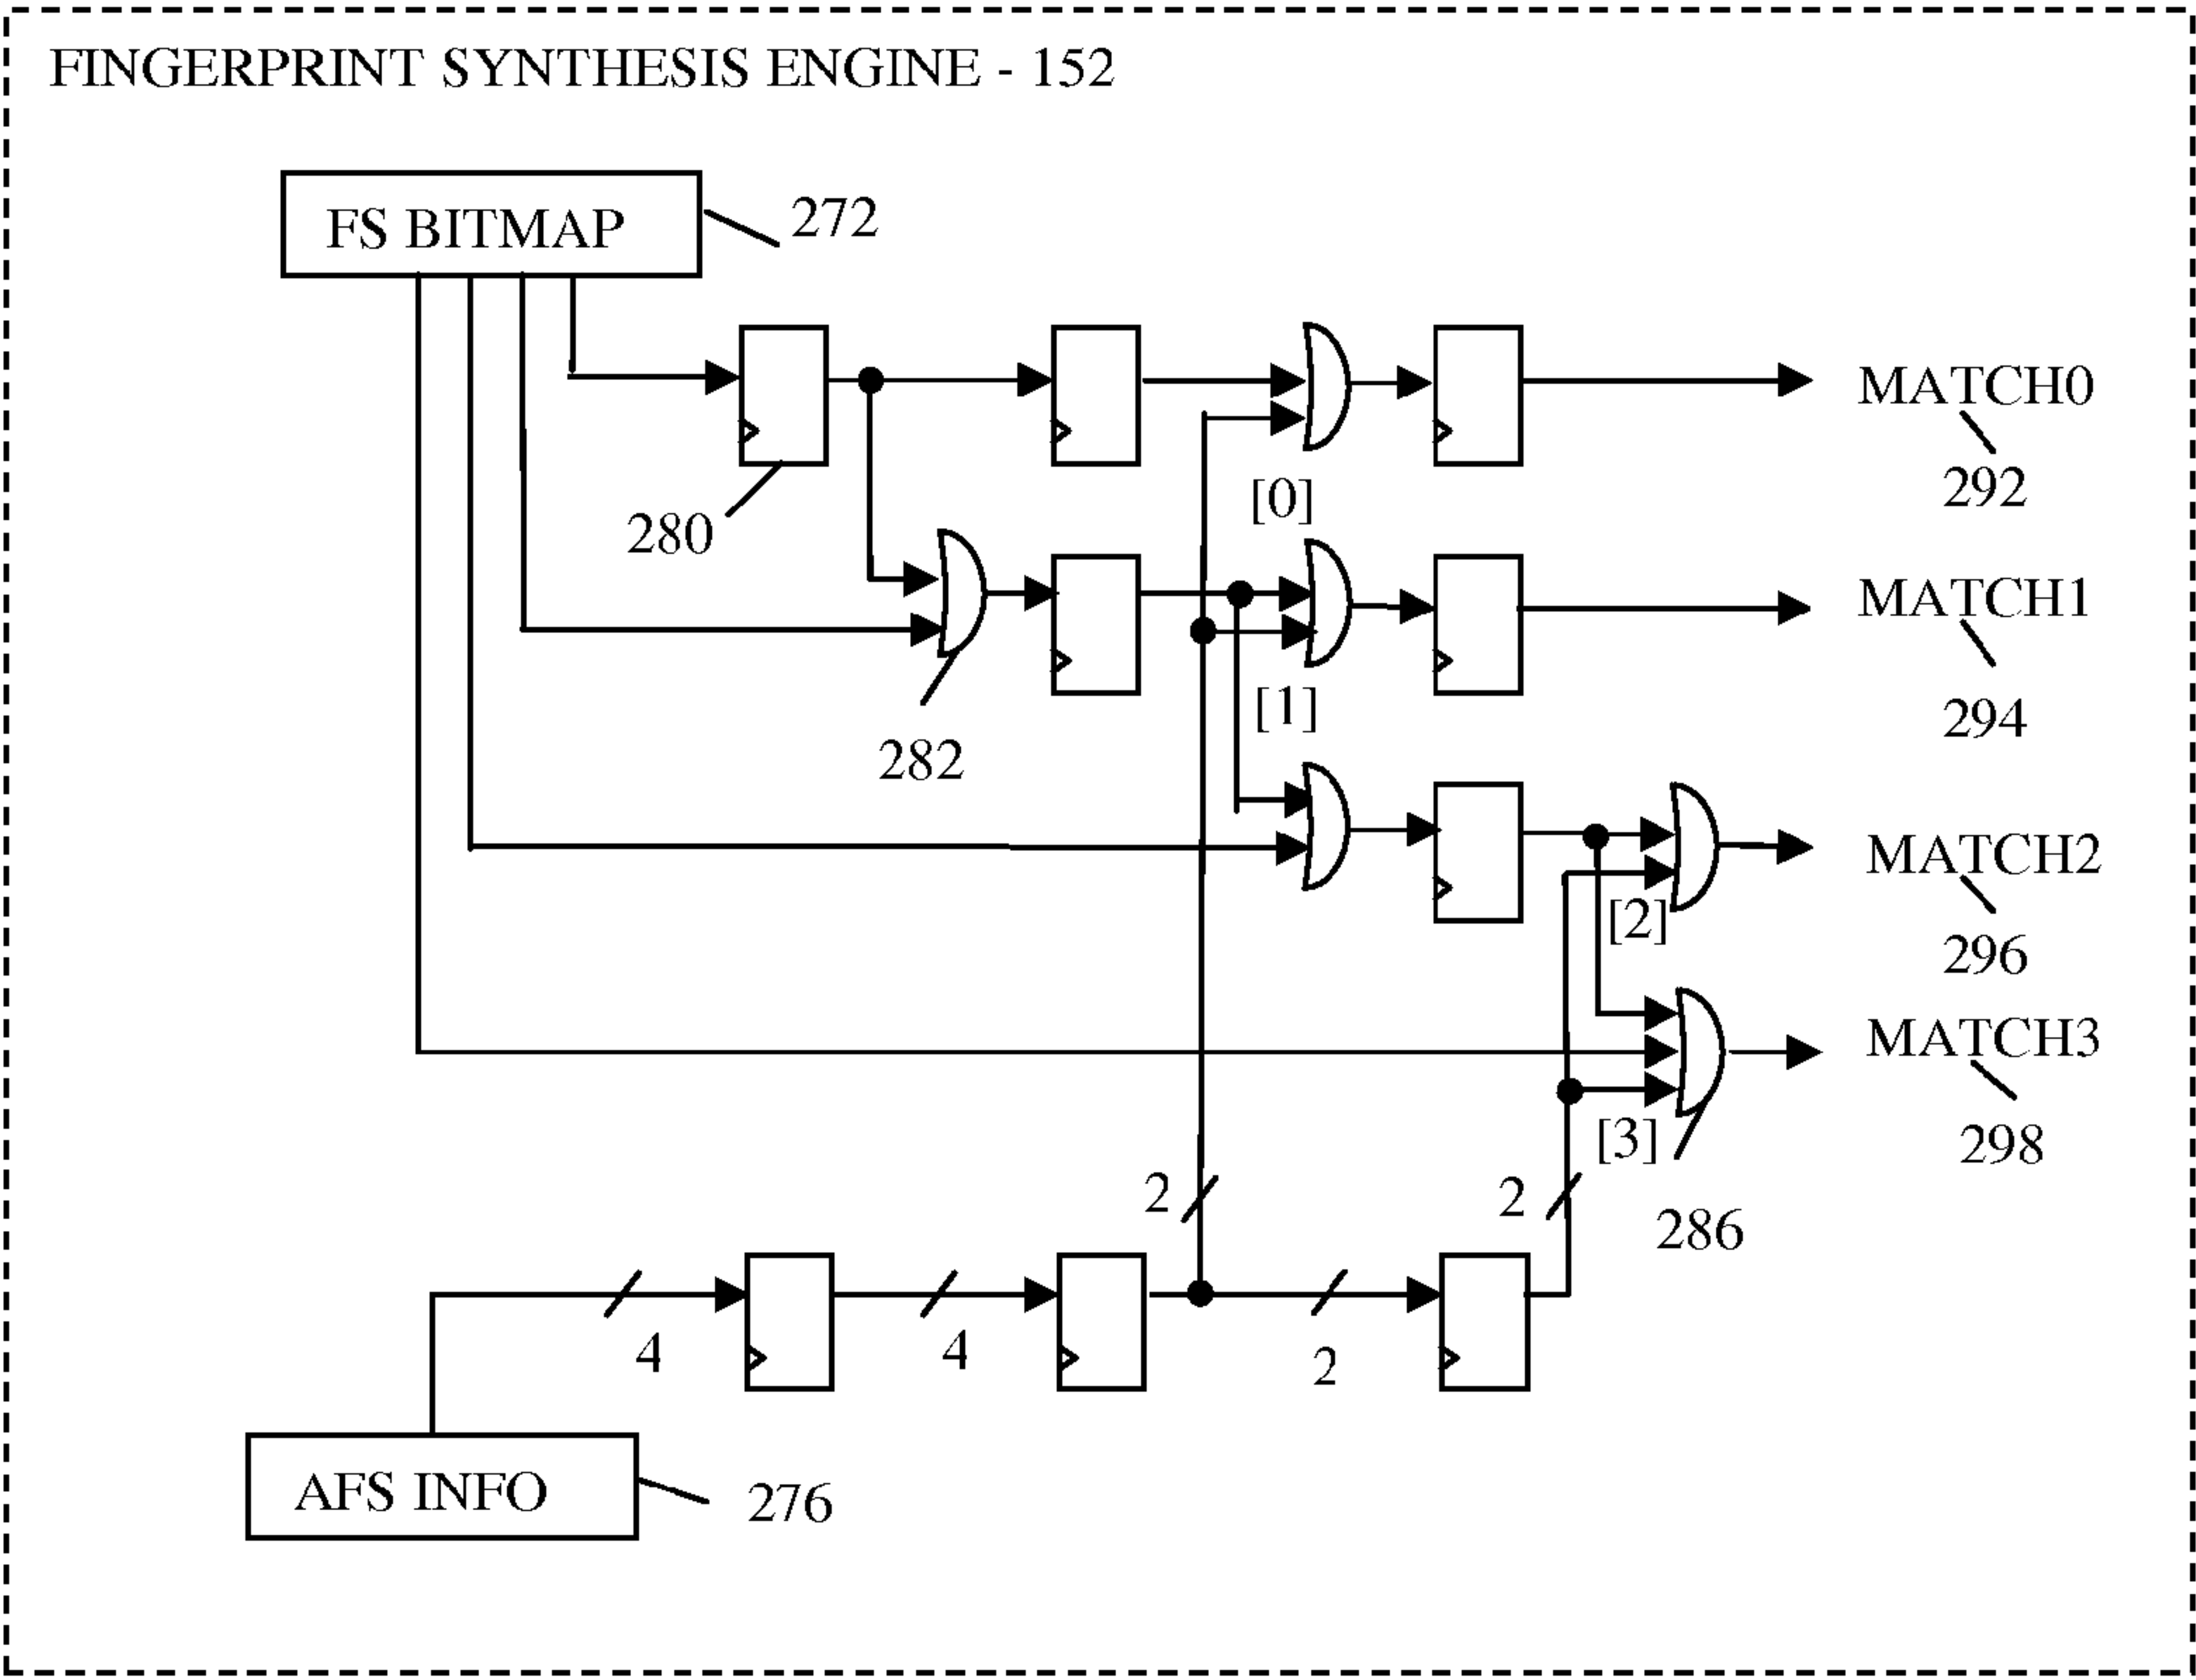 FINGERPRINT SYNTHESIS ENGINE - 152
FS BITMAP
272
MATCH0
292
280
[0]
MATCH1
294
[1]
282
MATCH2
296
[2]
MATCH3
298
[3]
286
2
2
4
4
2
AFS INFO
276